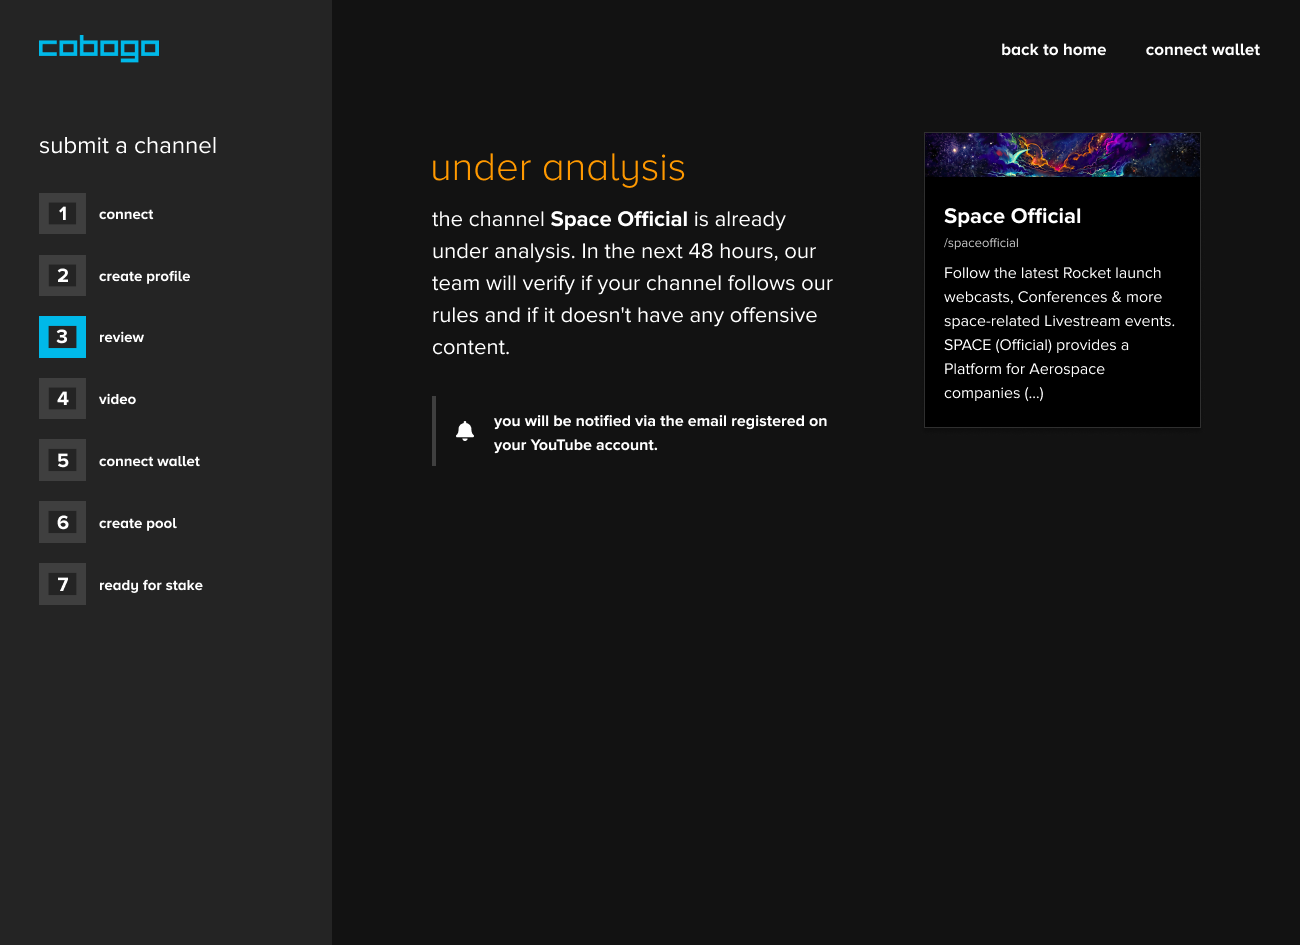 cobogo
back to home
connect wallet
submit a channel
1 connect
2 create profile
3 review
4 video
5 connect wallet
6 create pool
7 ready for stake
under analysis
the channel Space Official is already
under analysis. In the next 48 hours, our
team will verify if your channel follows our
rules and if it doesn't have any offensive
content.
you will be notified via the email registered on
your YouTube account.
Space Official
/spaceofficial
Follow the latest Rocket launch
webcasts, Conferences & more
space-related Livestream events.
SPACE (Official) provides a
Platform for Aerospace
companies (...)